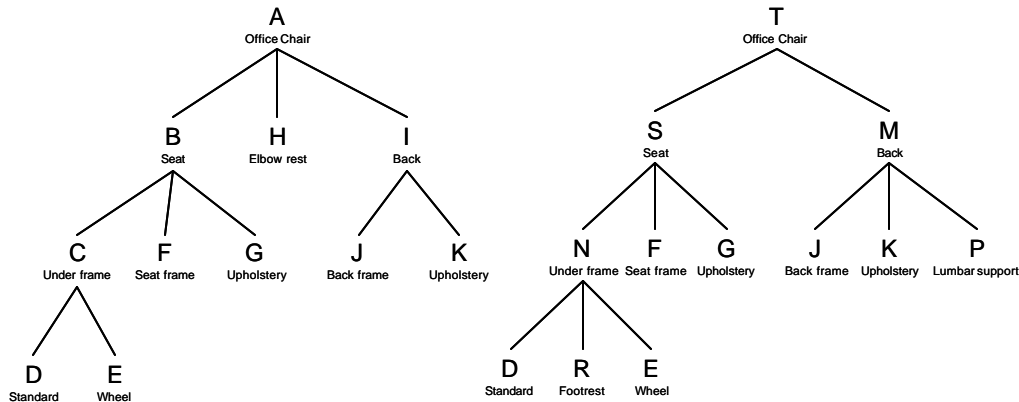 A T
Office Chair Office Chair
B H I S M
Seat Elbow rest Back Seat Back
C F G J K N F G J K P
Under frame Seat frame Upholstery Back frame Upholstery Under frame Seat frame Upholstery Back frame Upholstery Lumbar support
D E D R E
Standard Wheel Standard Footrest Wheel